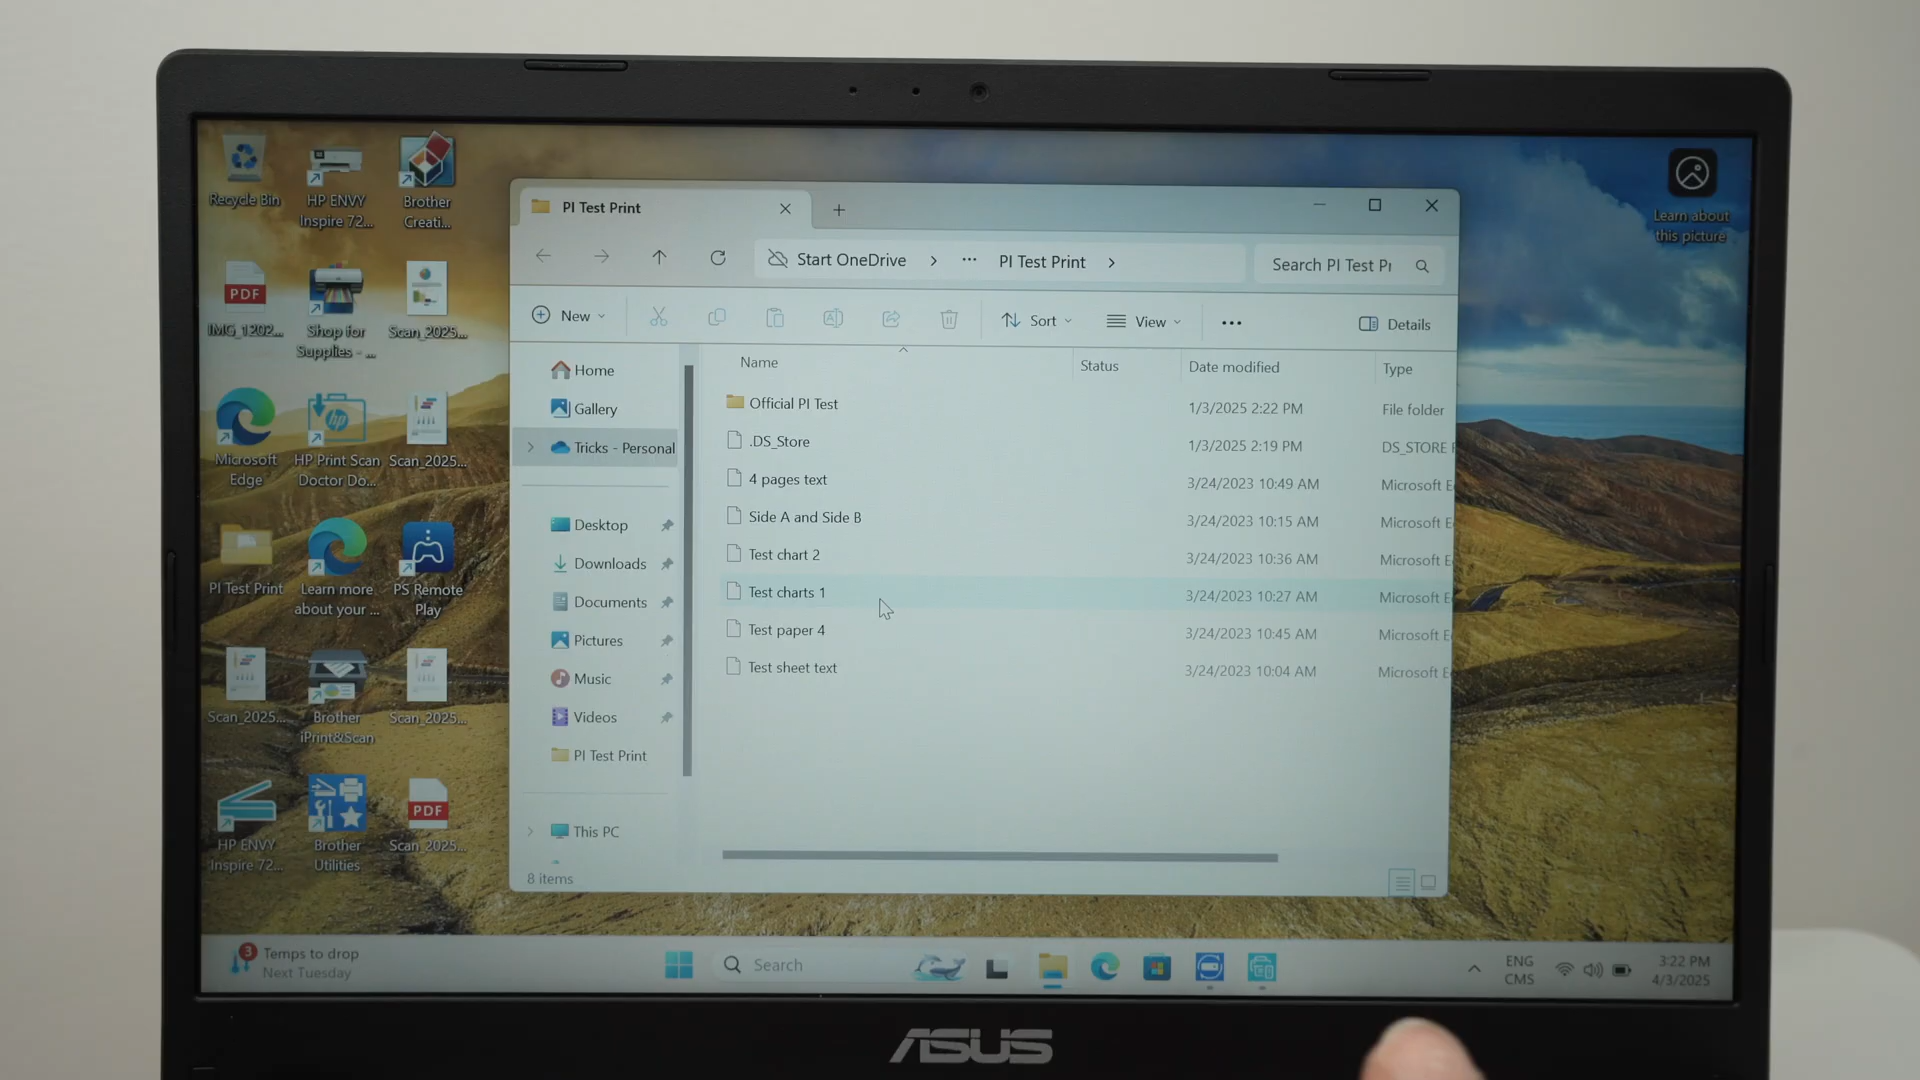 Recycle Bin
HP ENVY
Inspire 72...
Brother
Creati...
PDF
IMG_1202...
Shop for
Supplies - ...
Scan_2025...
Microsoft
Edge
hp
HP Print Scan
Doctor Do...
Scan_2025...
PI Test Print
Learn more
about your ...
PS Remote
Play
Scan_2025...
Brother
iPrint&Scan
Scan_2025...
HP ENVY
Inspire 72...
Brother
Utilities
PDF
Scan_2025...
Learn about
this picture
PI Test Print
Start OneDrive
...
PI Test Print
Search PI Test Pr
New
Sort
View
Details
Home
Gallery
Tricks - Personal
Desktop
Downloads
Documents
Pictures
Music
Videos
PI Test Print
This PC
Name Status Date modified Type
Official PI Test 1/3/2025 2:22 PM File folder
.DS_Store 1/3/2025 2:19 PM DS_STORE F
4 pages text 3/24/2023 10:49 AM Microsoft E
Side A and Side B 3/24/2023 10:15 AM Microsoft E
Test chart 2 3/24/2023 10:36 AM Microsoft E
Test charts 1 3/24/2023 10:27 AM Microsoft E
Test paper 4 3/24/2023 10:45 AM Microsoft E
Test sheet text 3/24/2023 10:04 AM Microsoft E
8 items
3
Temps to drop
Next Tuesday
Search
ENG
CMS
3:22 PM
4/3/2025
ASUS